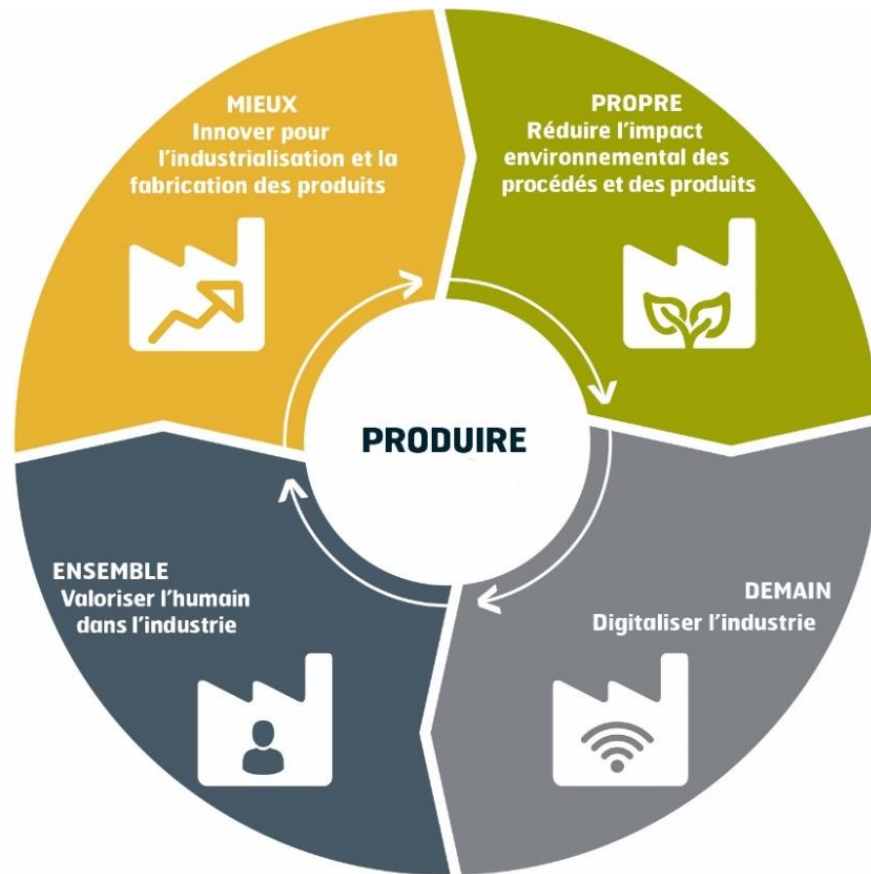 MIEUX
Innover pour
l'industrialisation et la
fabrication des produits
PROPRE
Réduire l'impact
environnemental des
procédés et des produits
PRODUIRE
ENSEMBLE
Valoriser l'humain
dans l'industrie
DEMAIN
Digitaliser l'industrie